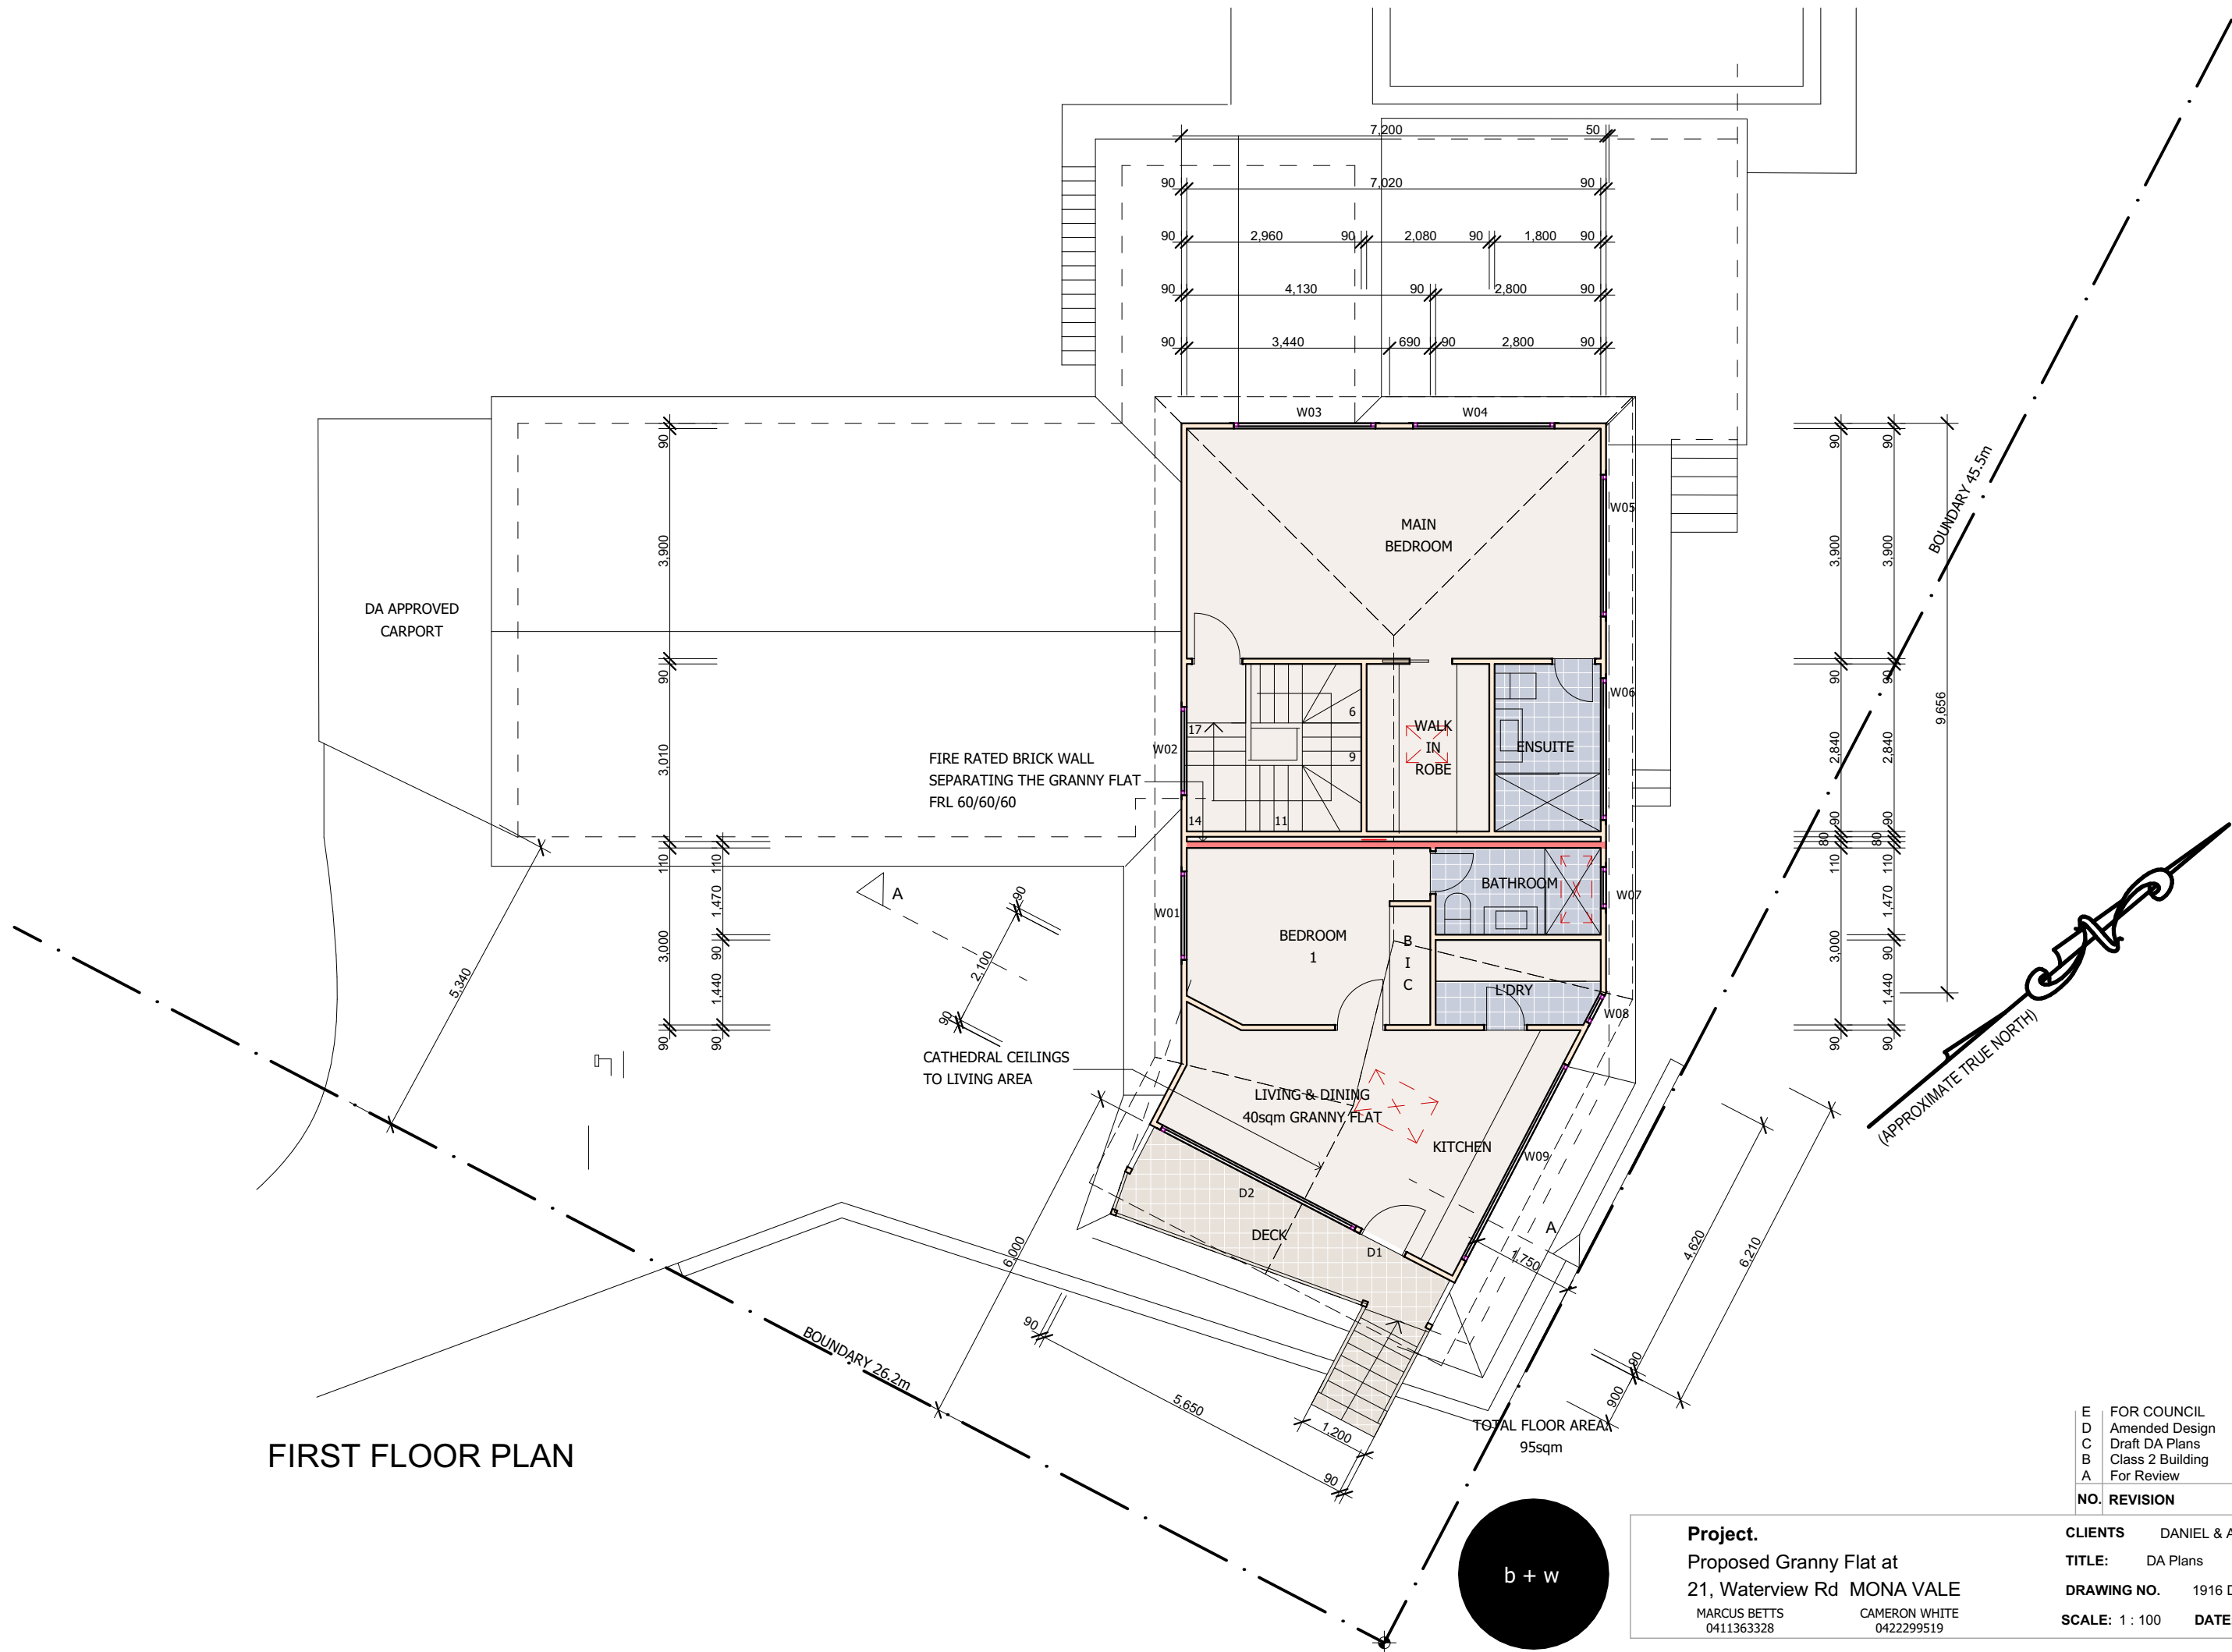 7,200
50
90
7,020
90
90
2,960
90
2,080
90
1,800
90
90
4,130
90
2,800
90
90
3,440
690
90
2,800
90
W03
W04
W05
MAIN
BEDROOM
BOUNDARY 45.5m
DA APPROVED
CARPORT
90
3,900
90
3,010
110
3,000
90
110
1,470
90
1,440
90
90
3,900
90
2,840
90
80
110
3,000
90
90
3,900
90
2,840
90
80
110
1,470
90
1,440
90
9,656
W06
6
17
9
14
11
WALK
IN
ROBE
ENSUITE
W02
FIRE RATED BRICK WALL
SEPARATING THE GRANNY FLAT
FRL 60/60/60
BATHROOM
W07
W01
A
90
2,100
90
5,340
BEDROOM
1
B
I
C
L'DRY
W08
CATHEDRAL CEILINGS
TO LIVING AREA
LIVING & DINING
40sqm GRANNY FLAT
KITCHEN
W09
(APPROXIMATE TRUE NORTH)
D2
DECK
D1
A
1,750
4,620
6,210
90
900
6,000
90
5,650
1,200
90
BOUNDARY 26.2m
TOTAL FLOOR AREA:
95sqm
FIRST FLOOR PLAN
E FOR COUNCIL
D Amended Design
C Draft DA Plans
B Class 2 Building
A For Review
NO. REVISION
b + w
Project.
Proposed Granny Flat at
21, Waterview Rd MONA VALE
MARCUS BETTS CAMERON WHITE
0411363328 0422299519
CLIENTS DANIEL & A
TITLE: DA Plans
DRAWING NO. 1916 D
SCALE: 1 : 100 DATE